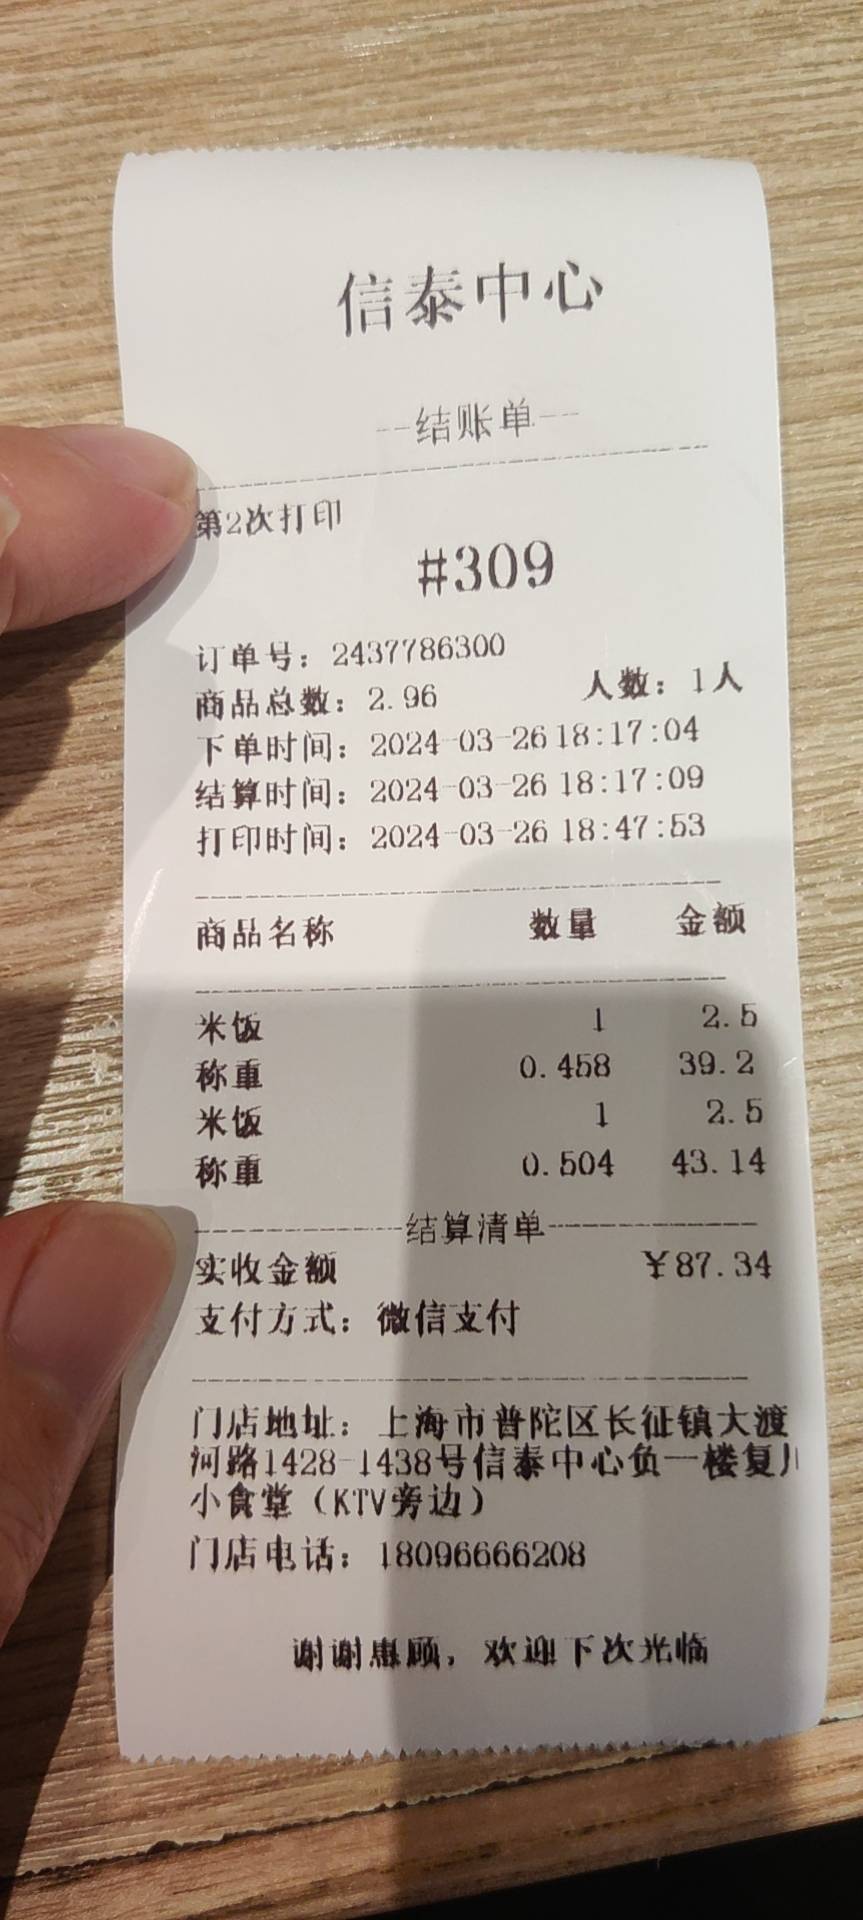 信泰中心
--结账单--
第2次打印
#309
订单号：2437786300
商品总数：2.96 人数：1人
下单时间：2024-03-26 18:17:04
结算时间：2024-03-26 18:17:09
打印时间：2024-03-26 18:47:53
商品名称 数量 金额
米饭 1 2.5
称重 0.458 39.2
米饭 1 2.5
称重 0.504 43.14
结算清单
实收金额 ￥87.34
支付方式：微信支付
门店地址：上海市普陀区长征镇大渡
河路1428-1438号信泰中心负一楼复川
小食堂（KTV旁边）
门店电话：18096666208
谢谢惠顾，欢迎下次光临